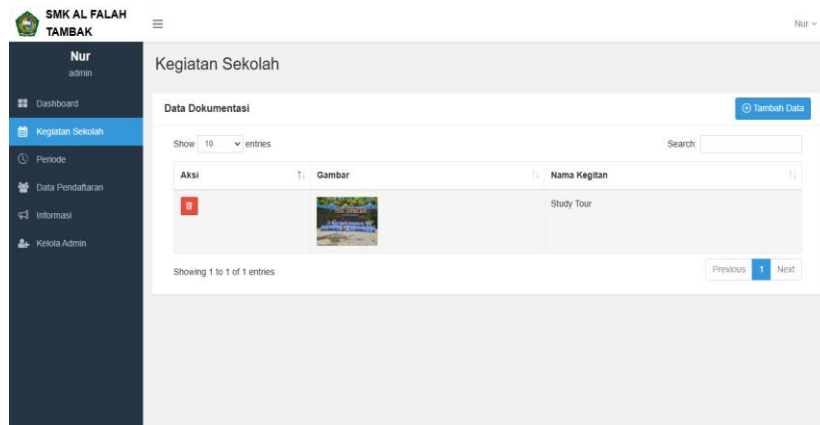 SMK AL FALAH
TAMBAK
Nur
Nur
admin
Dashboard
Kegiatan Sekolah
Periode
Data Pendaftaran
Informasi
Kelola Admin
Kegiatan Sekolah
Data Dokumentasi
Tambah Data
Show 10 entries
Search:
Aksi Gambar Nama Kegitan
Study Tour
Showing 1 to 1 of 1 entries
Previous 1 Next